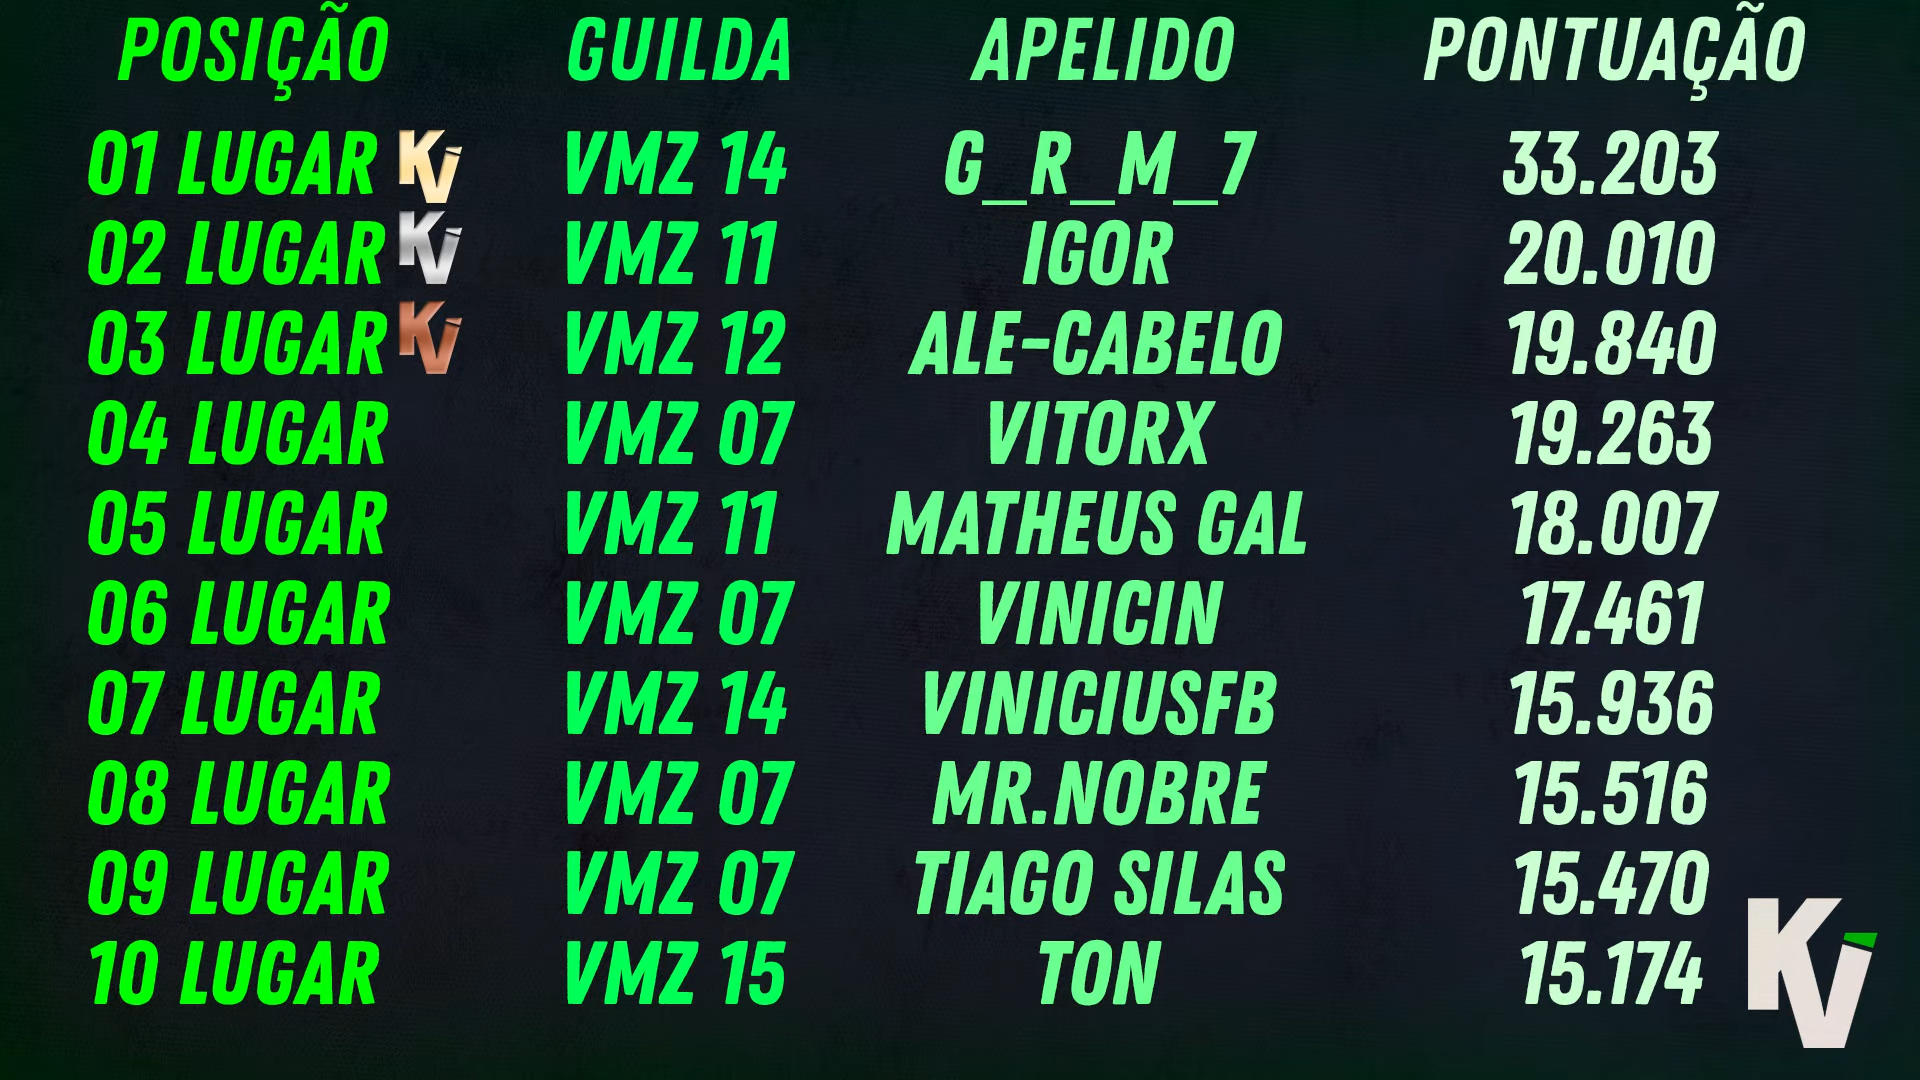 POSIÇÃO GUILDA APELIDO PONTUAÇÃO
01 LUGAR KV VMZ 14 G_R_M_7 33.203
02 LUGAR KV VMZ 11 IGOR 20.010
03 LUGAR KV VMZ 12 ALE-CABELO 19.840
04 LUGAR VMZ 07 VITORX 19.263
05 LUGAR VMZ 11 MATHEUS GAL 18.007
06 LUGAR VMZ 07 VINICIN 17.461
07 LUGAR VMZ 14 VINICIUSFB 15.936
08 LUGAR VMZ 07 MR.NOBRE 15.516
09 LUGAR VMZ 07 TIAGO SILAS 15.470
10 LUGAR VMZ 15 TON 15.174
KV